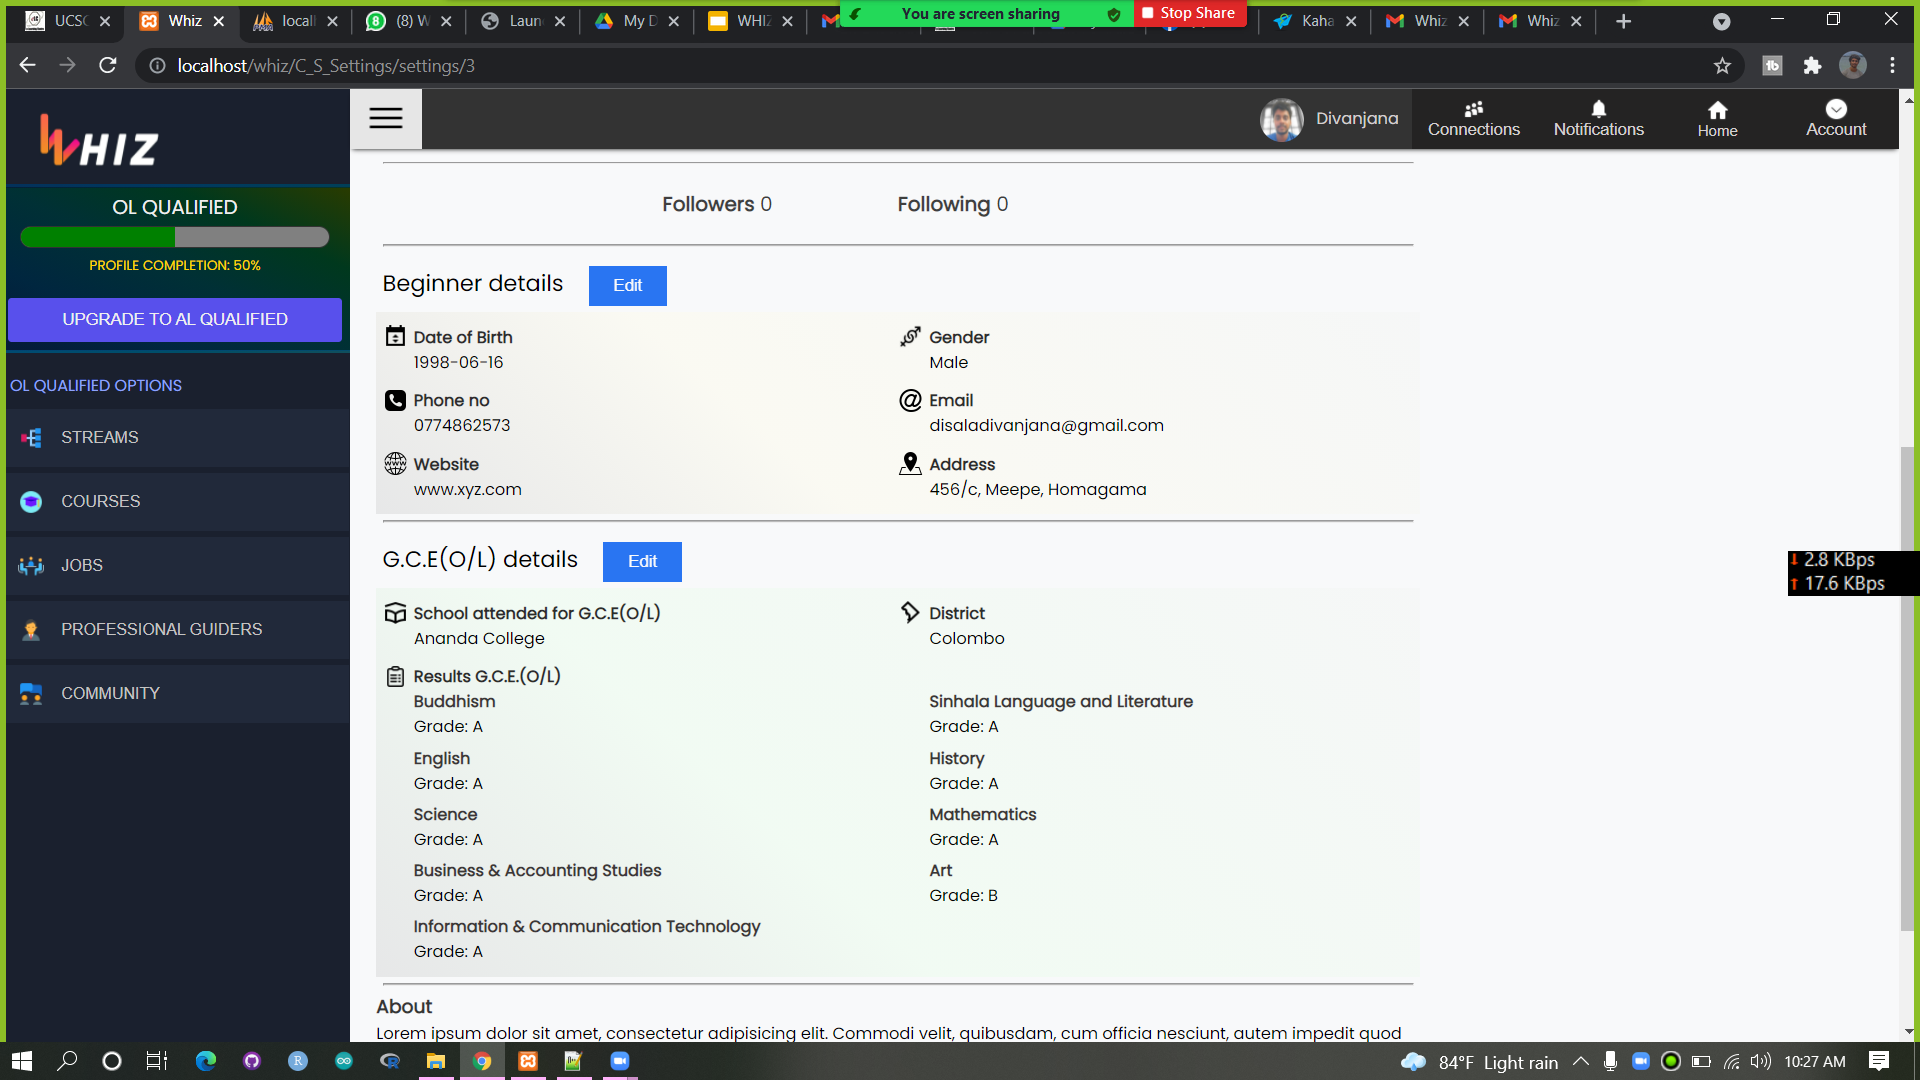 UCSC
Whiz
locall
(8) W
Laun
My D
WHIZ
You are screen sharing
Stop Share
Kaha
Whiz
Whiz
localhost/whiz/C_S_Settings/settings/3
WHIZ
Divanjana
Connections
Notifications
Home
Account
OL QUALIFIED
PROFILE COMPLETION: 50%
UPGRADE TO AL QUALIFIED
OL QUALIFIED OPTIONS
STREAMS
COURSES
JOBS
PROFESSIONAL GUIDERS
COMMUNITY
Followers 0
Following 0
Beginner details
Edit
Date of Birth
1998-06-16
Gender
Male
Phone no
0774862573
Email
disaladivanjana@gmail.com
Website
www.xyz.com
Address
456/c, Meepe, Homagama
G.C.E(O/L) details
Edit
School attended for G.C.E(O/L)
Ananda College
District
Colombo
Results G.C.E.(O/L)
Buddhism
Grade: A
Sinhala Language and Literature
Grade: A
English
Grade: A
History
Grade: A
Science
Grade: A
Mathematics
Grade: A
Business & Accounting Studies
Grade: A
Art
Grade: B
Information & Communication Technology
Grade: A
About
Lorem ipsum dolor sit amet, consectetur adipisicing elit. Commodi velit, quibusdam, cum officia nesciunt, autem impedit quod
2.8 KBps
17.6 KBps
84°F Light rain
10:27 AM